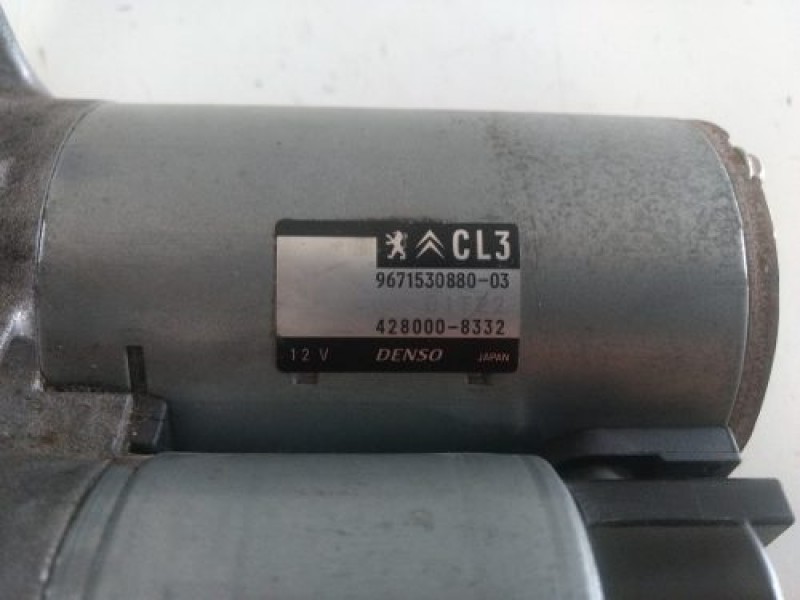 CL3
9671530880-03
428000-8332
12 V DENSO JAPAN